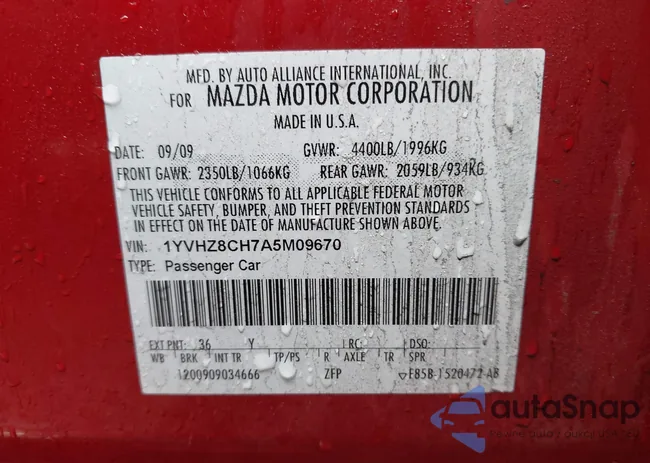 MFD. BY AUTO ALLIANCE INTERNATIONAL, INC.
FOR MAZDA MOTOR CORPORATION
MADE IN U.S.A.
DATE: 09/09 GVWR: 4400LB/1996KG
FRONT GAWR: 2350LB/1066KG REAR GAWR: 2059LB/934KG
THIS VEHICLE CONFORMS TO ALL APPLICABLE FEDERAL MOTOR
VEHICLE SAFETY, BUMPER, AND THEFT PREVENTION STANDARDS
IN EFFECT ON THE DATE OF MANUFACTURE SHOWN ABOVE.
VIN: 1YVHZ8CH7A5M09670
TYPE: Passenger Car
EXT PNT: 36 Y RC: DSO:
WB BRK INT TR TP/PS R AXLE TR SPR
1200909034666 ZFP F85B-1520472-AB
autoSnap